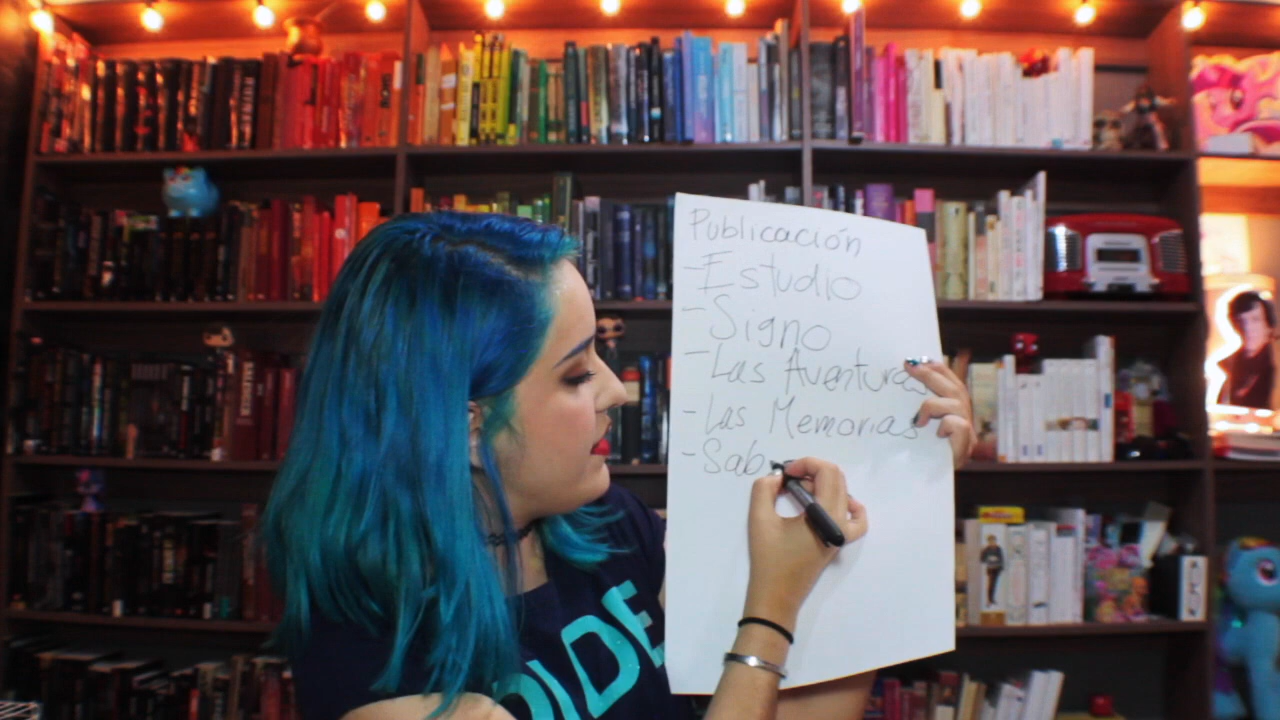 Publicación
-Estudio
-Signo
-Las Aventuras
-Las Memorias
-Sab